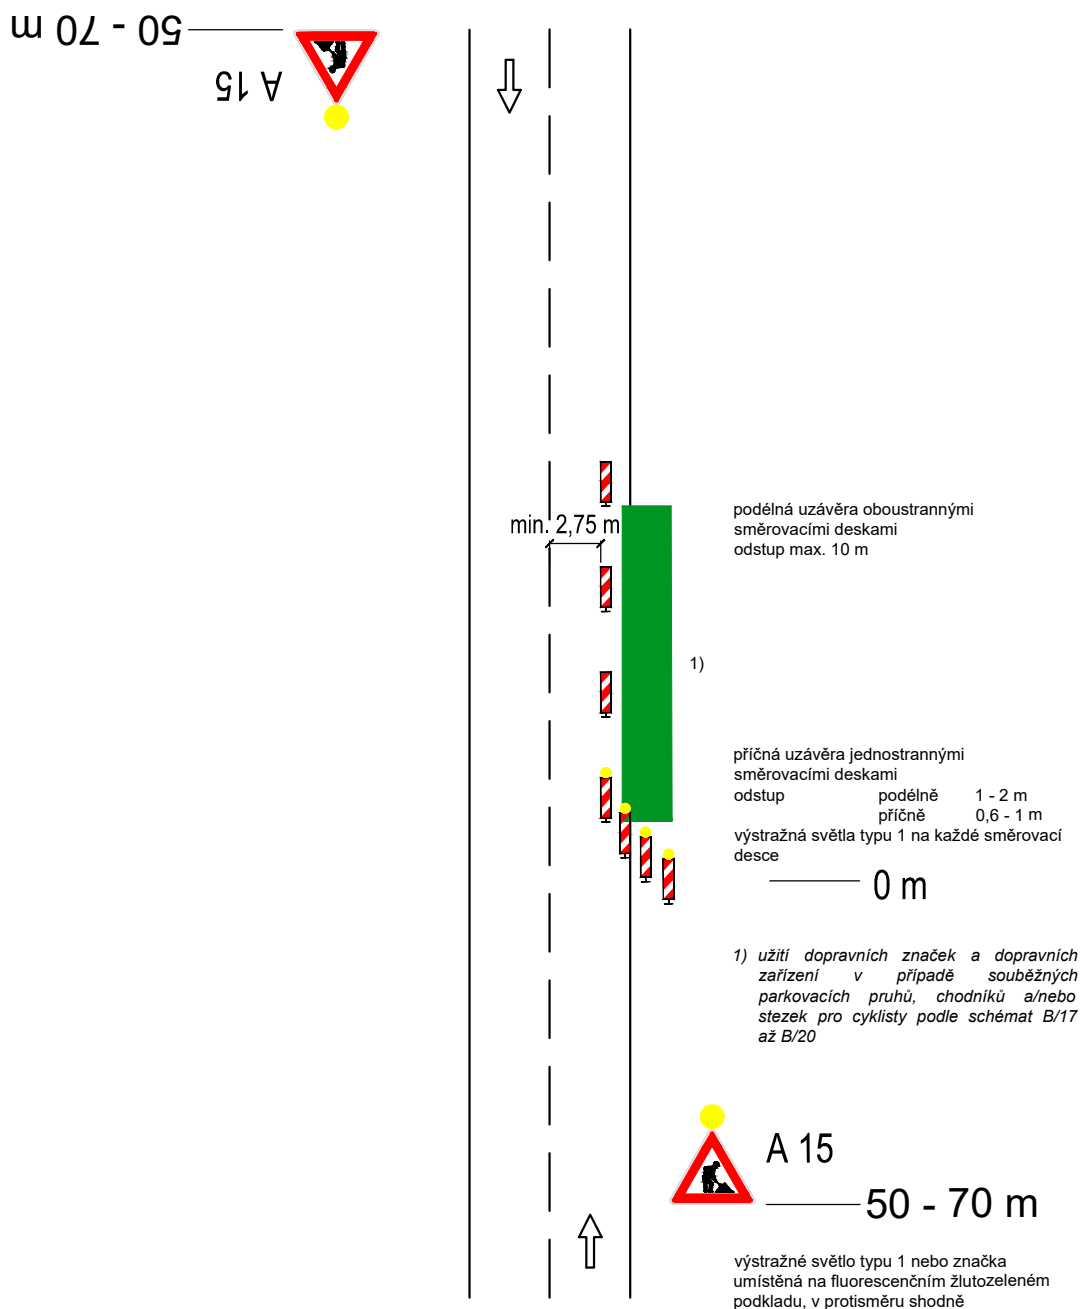 50 - 70 m
A 15
min. 2,75 m
podélná uzávěra oboustrannými
směrovacími deskami
odstup max. 10 m
1)
příčná uzávěra jednostrannými
směrovacími deskami
odstup podélně 1 - 2 m
příčně 0,6 - 1 m
výstražná světla typu 1 na každé směrovací
desce
0 m
1) užití dopravních značek a dopravních
zařízení v případě souběžných
parkovacích pruhů, chodníků a/nebo
stezek pro cyklisty podle schémat B/17
až B/20
A 15
50 - 70 m
výstražné světlo typu 1 nebo značka
umístěná na fluorescenčním žlutozeleném
podkladu, v protisměru shodně